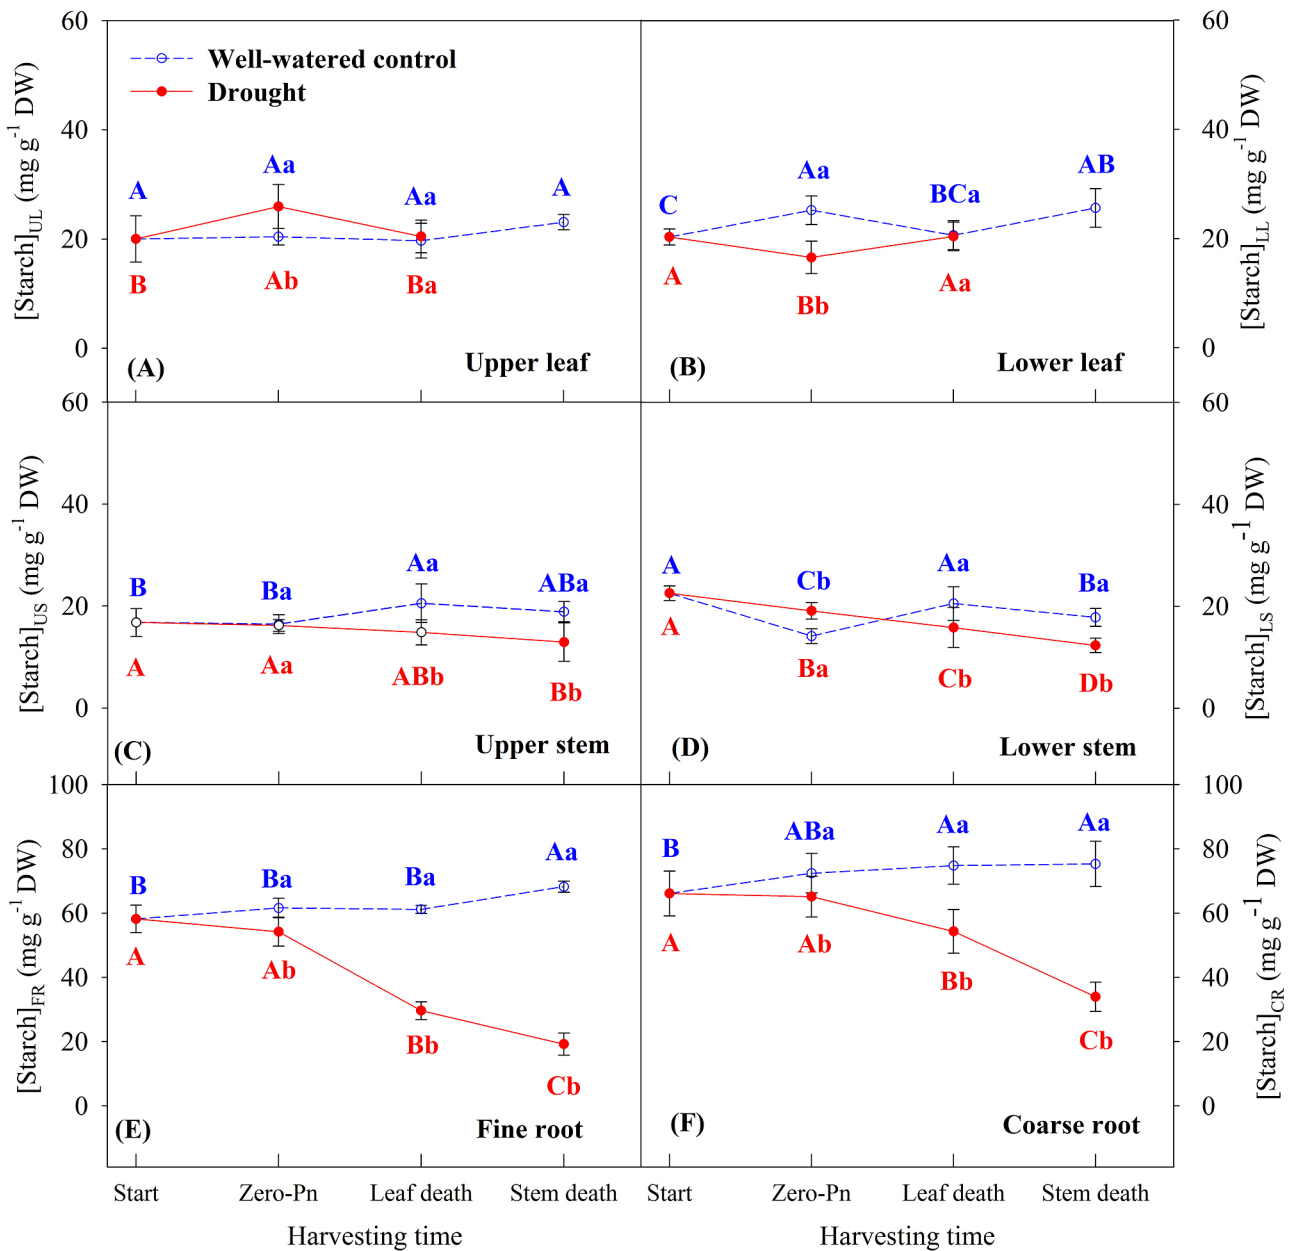 Well-watered control
Drought
[Starch]UL (mg g-1 DW)
60
40
20
0
A
Aa
Aa
A
B
Ab
Ba
(A)
Upper leaf
[Starch]LL (mg g-1 DW)
60
40
20
0
C
Aa
BCa
AB
A
Bb
Aa
(B)
Lower leaf
[Starch]US (mg g-1 DW)
60
40
20
0
B
Ba
Aa
ABa
A
Aa
ABb
Bb
(C)
Upper stem
[Starch]LS (mg g-1 DW)
60
40
20
0
A
Cb
Aa
Ba
A
Ba
Cb
Db
(D)
Lower stem
[Starch]FR (mg g-1 DW)
100
80
60
40
20
0
B
Ba
Ba
Aa
A
Ab
Bb
Cb
(E)
Fine root
[Starch]CR (mg g-1 DW)
100
80
60
40
20
0
B
ABa
Aa
Aa
A
Ab
Bb
Cb
(F)
Coarse root
Start Zero-Pn Leaf death Stem death
Start Zero-Pn Leaf death Stem death
Harvesting time
Harvesting time